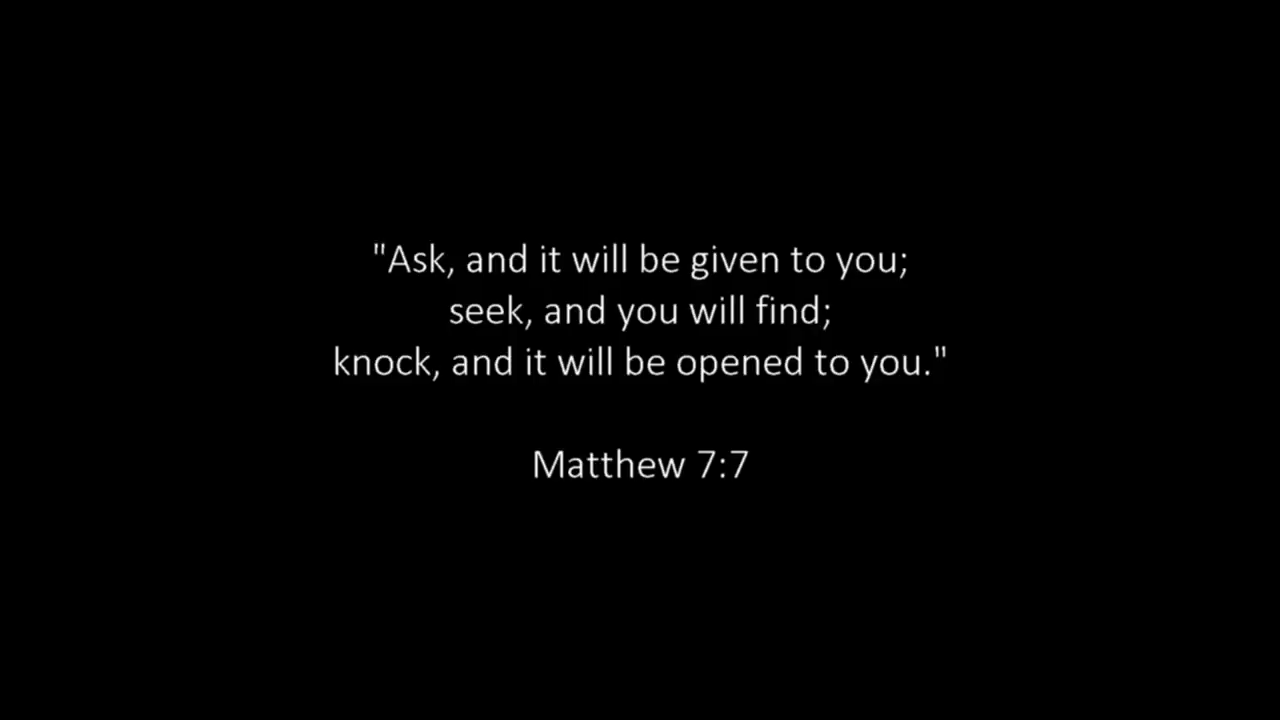 "Ask, and it will be given to you;
seek, and you will find;
knock, and it will be opened to you."
Matthew 7:7